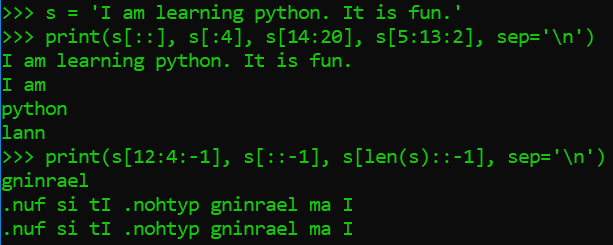 >>> s = 'I am learning python. It is fun.'
>>> print(s[::], s[:4], s[14:20], s[5:13:2], sep='\n')
I am learning python. It is fun.
I am
python
lann
>>> print(s[12:4:-1], s[::-1], s[len(s)::-1], sep='\n')
gninrael
.nuf si tI .nohtyp gninrael ma I
.nuf si tI .nohtyp gninrael ma I